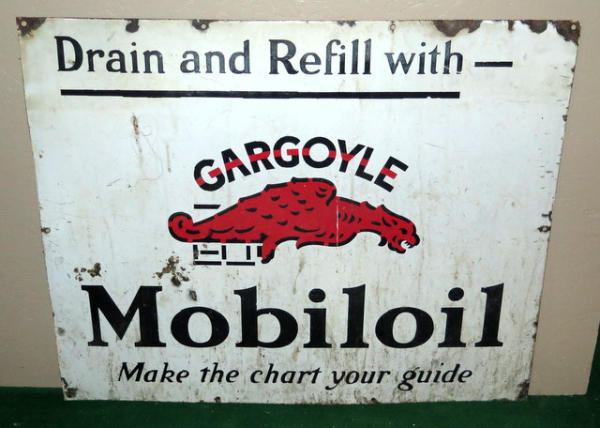 Drain and Refill with —
GARGOYLE
Mobiloil
Make the chart your guide